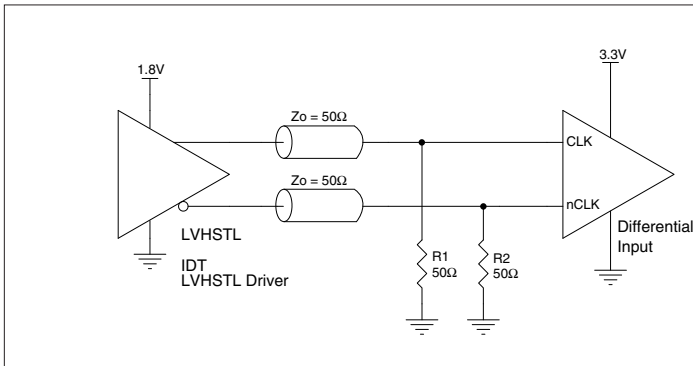 1.8V
3.3V
Zo = 50Ω
CLK
Zo = 50Ω
nCLK
LVHSTL
Differential
Input
IDT
LVHSTL Driver
R1
50Ω
R2
50Ω